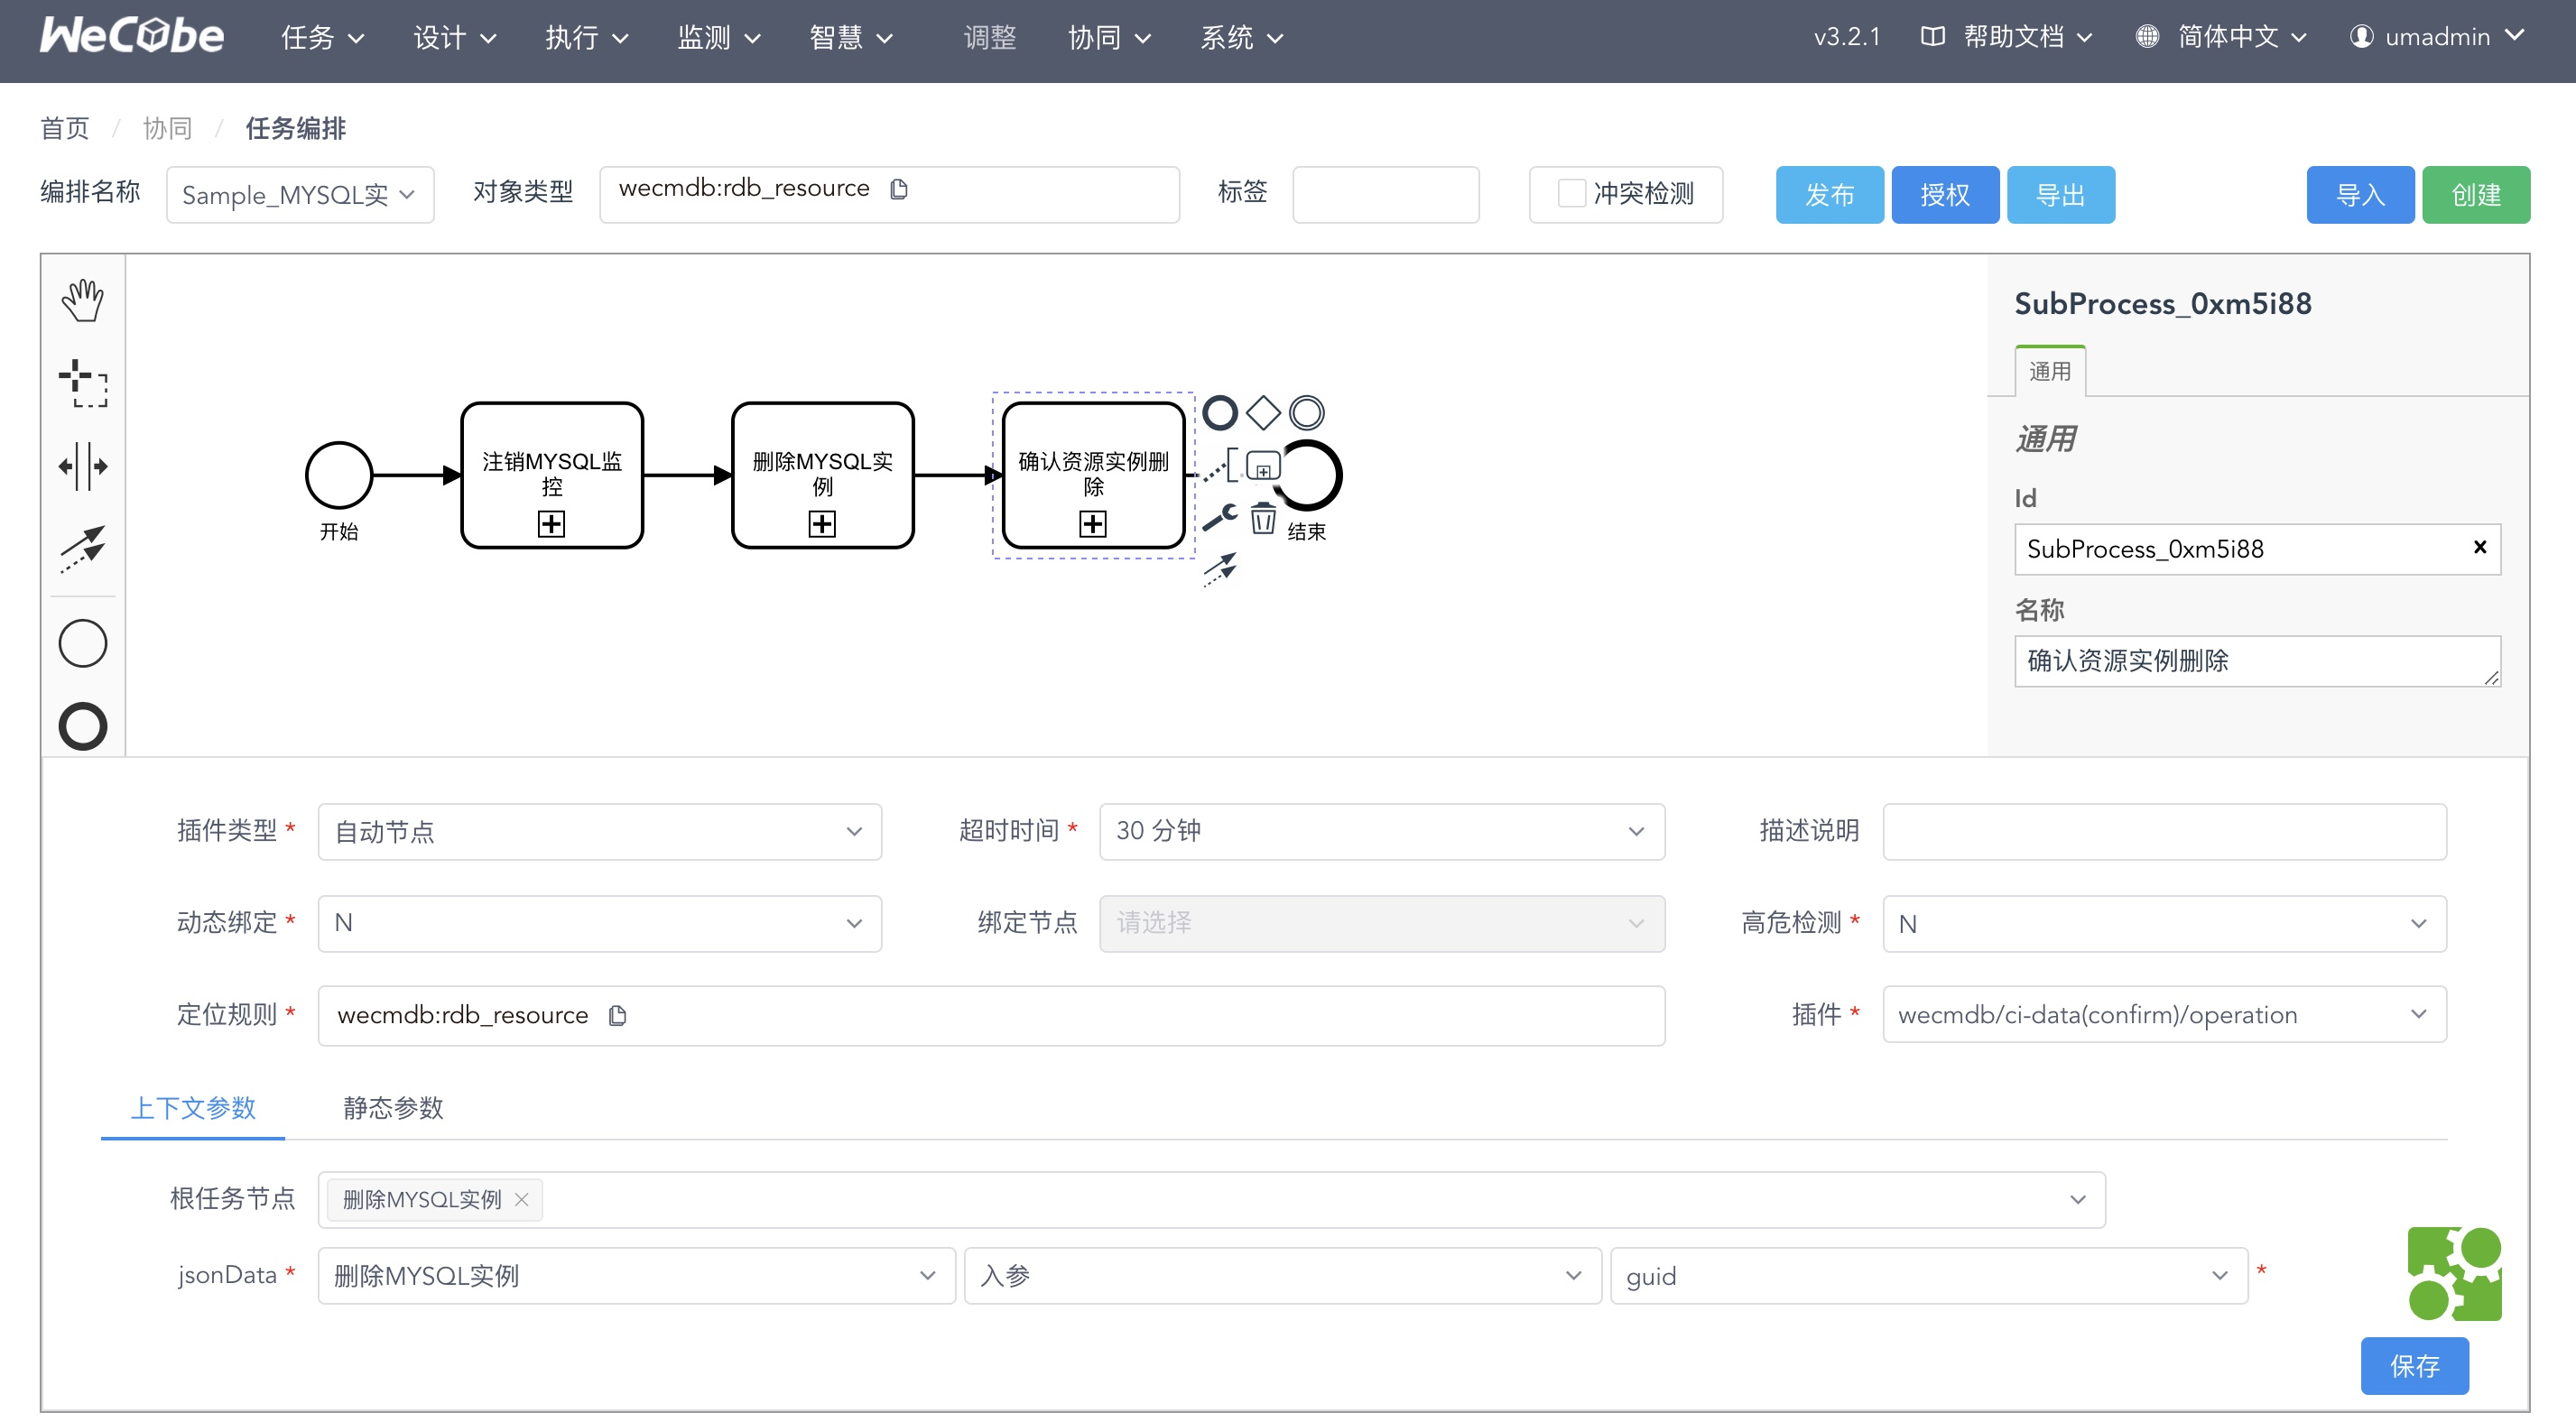 WeCube 任务 设计 执行 监测 智慧 调整 协同 系统 v3.2.1 帮助文档 简体中文 umadmin
首页 / 协同 / 任务编排
编排名称 Sample_MYSQL实 对象类型 wecmdb:rdb_resource 标签 冲突检测 发布 授权 导出 导入 创建
SubProcess_0xm5i88
通用
通用
Id
SubProcess_0xm5i88
名称
确认资源实例删除
开始
注销MYSQL监
控
删除MYSQL实
例
确认资源实例删
除
结束
插件类型 * 自动节点 超时时间 * 30 分钟 描述说明
动态绑定 * N 绑定节点 请选择 高危检测 * N
定位规则 * wecmdb:rdb_resource 插件 * wecmdb/ci-data(confirm)/operation
上下文参数 静态参数
根任务节点 删除MYSQL实例
jsonData * 删除MYSQL实例 入参 guid *
保存